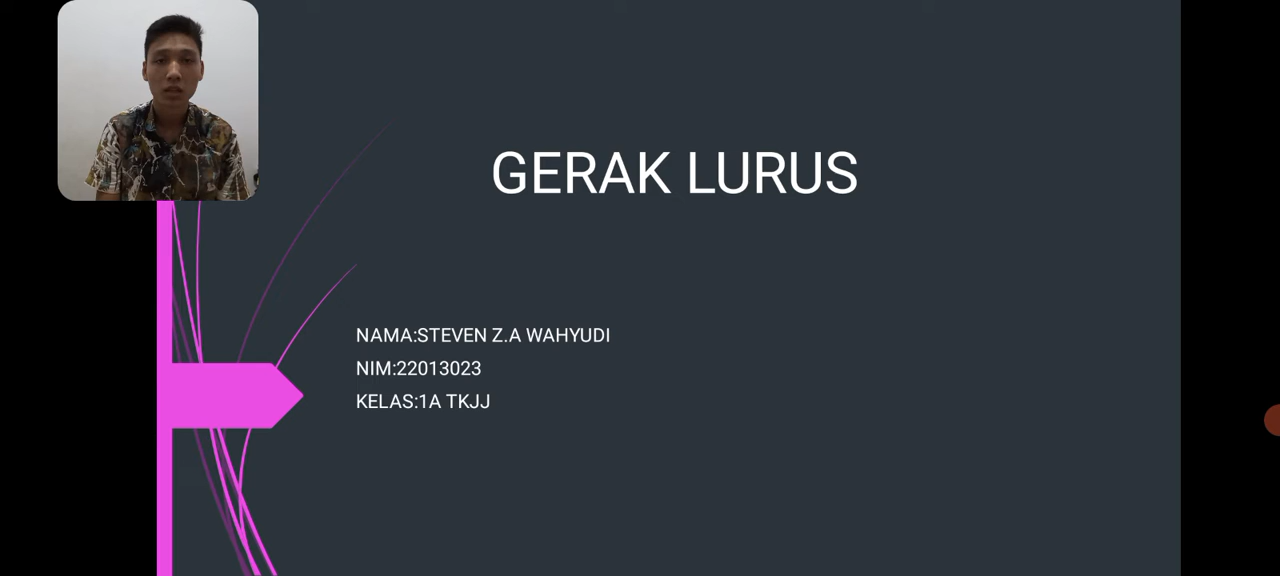 GERAK LURUS
NAMA:STEVEN Z.A WAHYUDI
NIM:22013023
KELAS:1A TKJJ